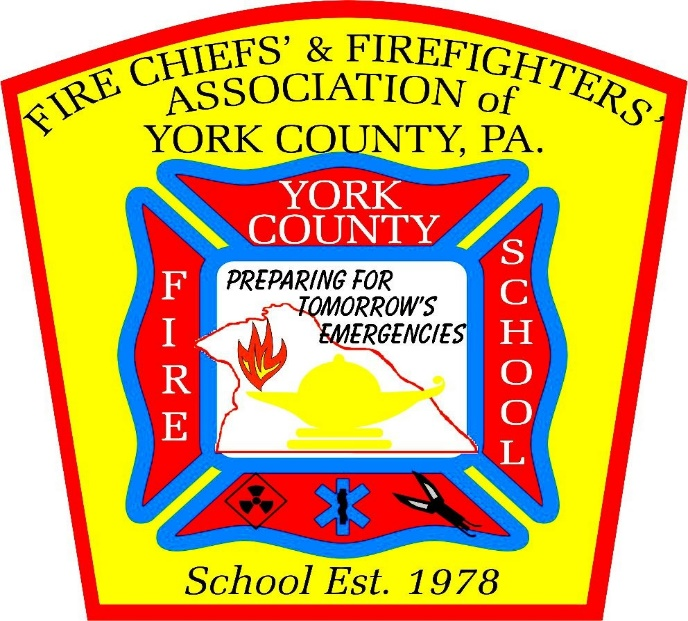 FIRE CHIEFS' & FIREFIGHTERS'
ASSOCIATION of
YORK COUNTY, PA.
YORK
COUNTY
FIRE
PREPARING FOR
TOMORROW'S
EMERGENCIES
SCHOOL
School Est. 1978